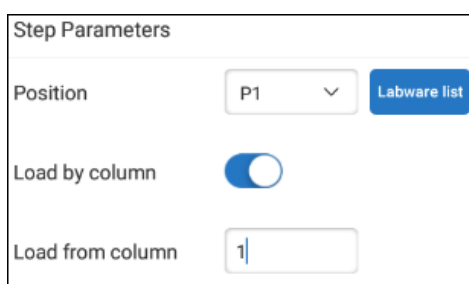 Step Parameters
Position P1 Labware list
Load by column
Load from column 1